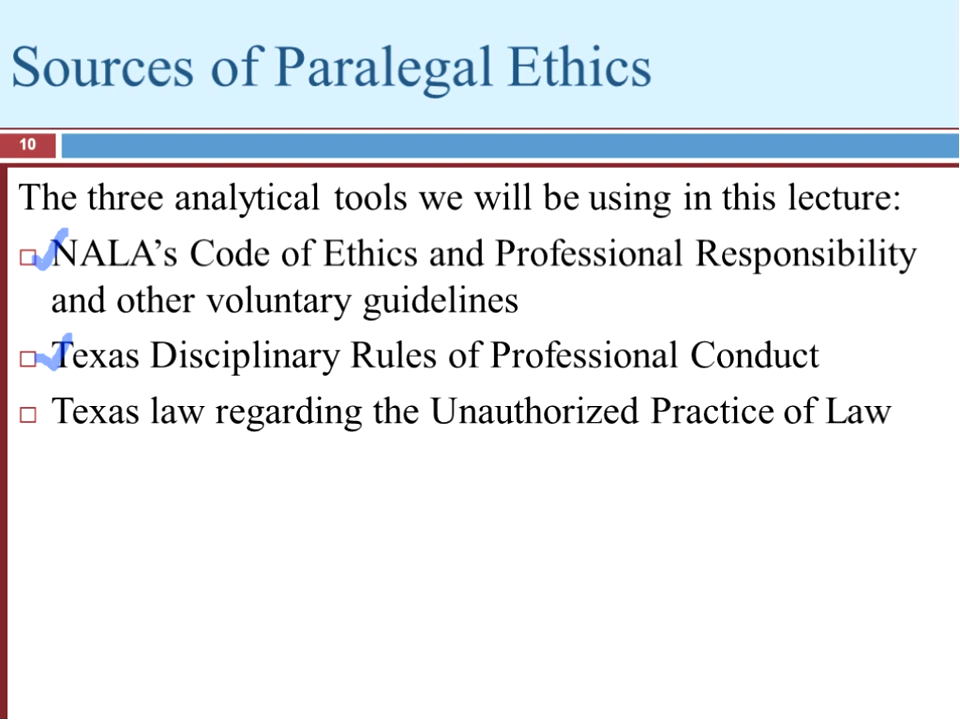 Sources of Paralegal Ethics
10
The three analytical tools we will be using in this lecture:
NALA's Code of Ethics and Professional Responsibility
and other voluntary guidelines
Texas Disciplinary Rules of Professional Conduct
Texas law regarding the Unauthorized Practice of Law